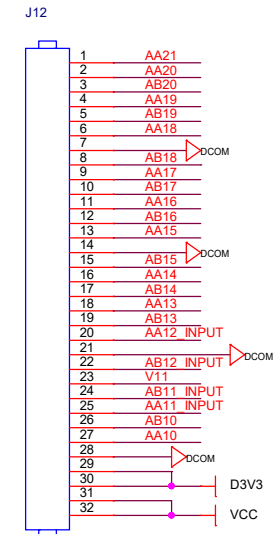 J12
1 AA21
2 AA20
3 AB20
4 AA19
5 AB19
6 AA18
7 DCOM
8 AB18
9 AA17
10 AB17
11 AA16
12 AB16
13 AA15
14 DCOM
15 AB15
16 AA14
17 AB14
18 AA13
19 AB13
20 AA12_INPUT
21 DCOM
22 AB12_INPUT
23 V11
24 AB11_INPUT
25 AA11_INPUT
26 AB10
27 AA10
28 DCOM
29
30 D3V3
31
32 VCC